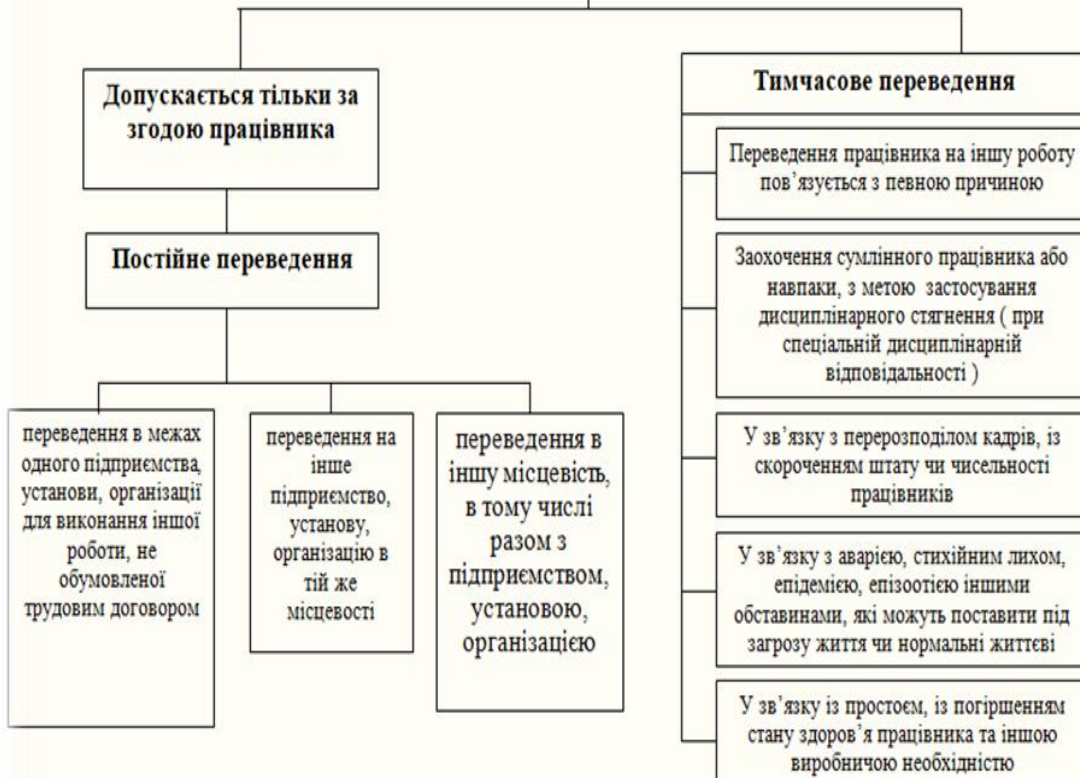 Допускається тільки за
згодою працівника
Постійне переведення
переведення в межах
одного підприємства,
установи, організації
для виконання іншої
роботи, не
обумовленої
трудовим договором
переведення на
інше
підприємство,
установу,
організацію в
тій же
місцевості
переведення в
іншу місцевість,
в тому числі
разом з
підприємством,
установою,
організацією
Тимчасове переведення
Переведення працівника на іншу роботу
пов’язується з певною причиною
Заохочення сумлінного працівника або
навпаки, з метою застосування
дисциплінарного стягнення ( при
спеціальній дисциплінарній
відповідальності )
У зв’язку з перерозподілом кадрів, із
скороченням штату чи чисельності
працівників
У зв’язку з аварією, стихійним лихом,
епідемією, епізоотією іншими
обставинами, які можуть поставити під
загрозу життя чи нормальні життєві
У зв’язку із простоєм, із погіршенням
стану здоров’я працівника та іншою
виробничою необхідністю